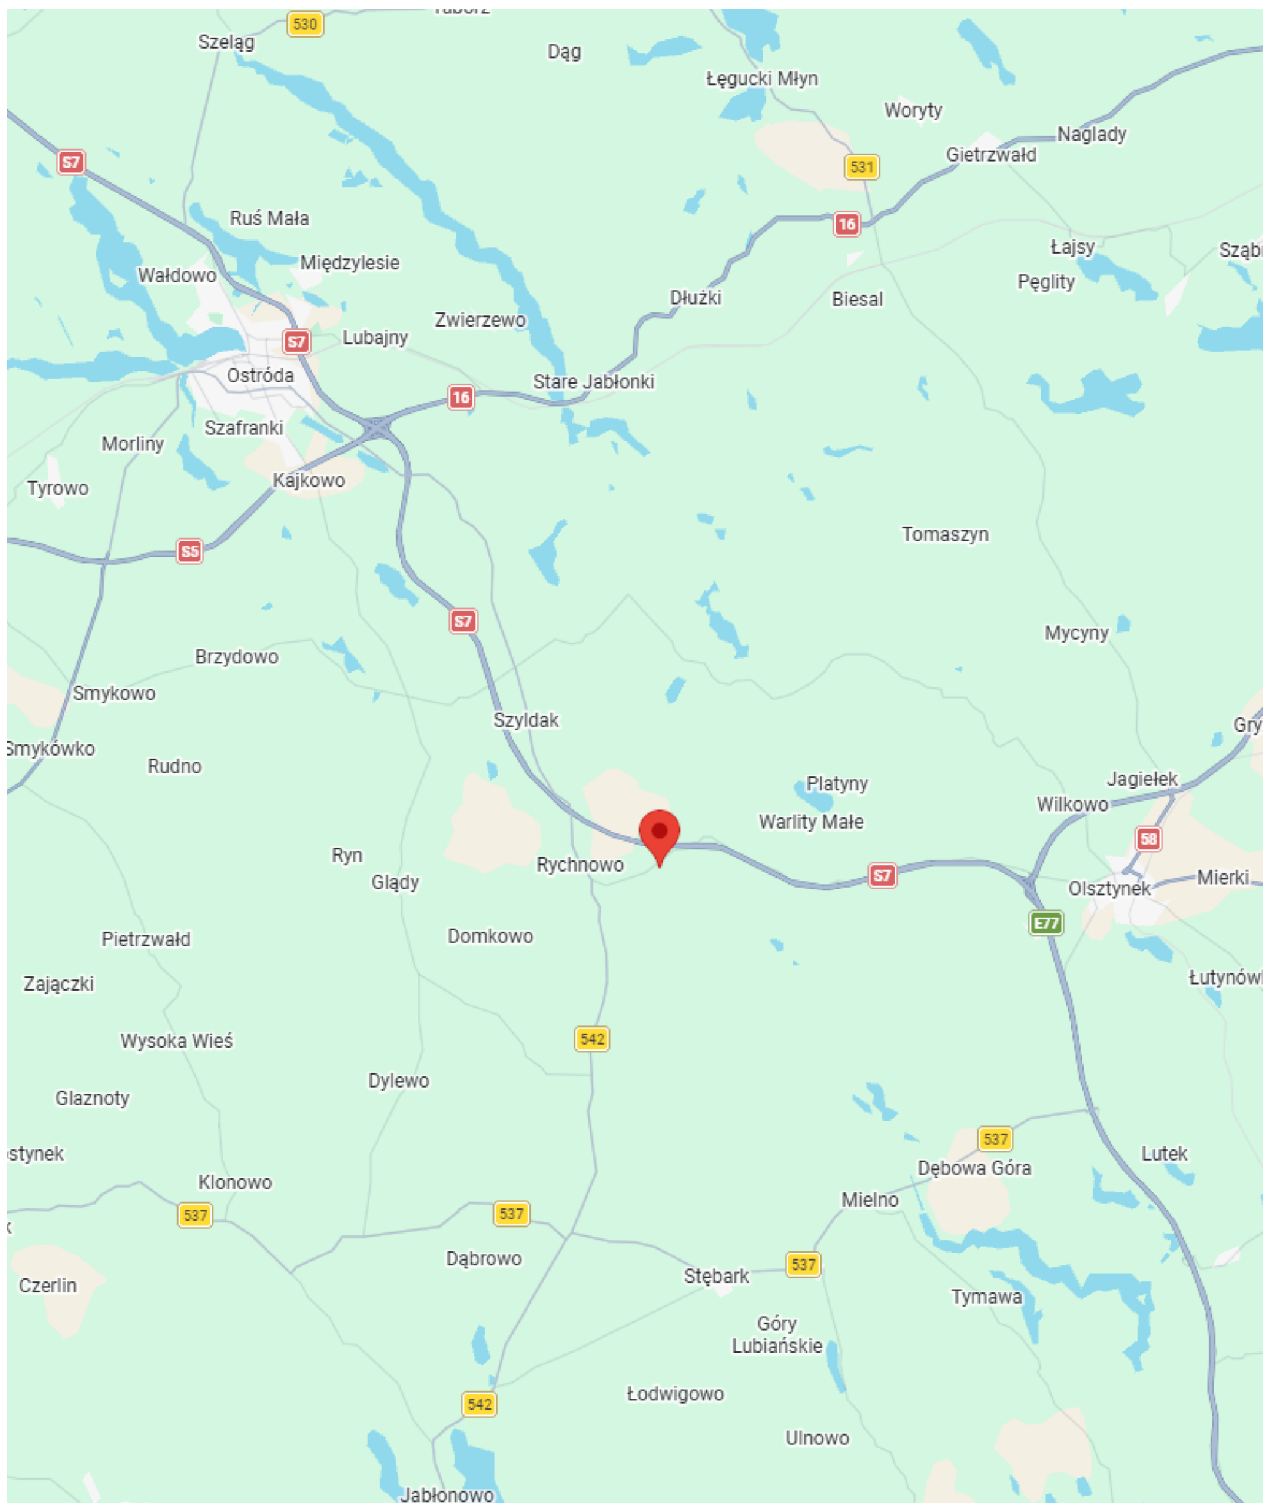 Taborz
530
Szeląg
Dąg
Łęgucki Młyn
Woryty
Naglady
Gietrzwałd
S7
531
Ruś Mała
16
Łajsy
Międzylesie
Wałdowo
Pęglity
Dłużki
Biesal
Zwierzewo
Lubajny
S7
Ostróda
Stare Jabłonki
16
Szafranki
Morliny
Kajkowo
Tyrowo
Tomaszyn
S5
S7
Mycyny
Brzydowo
Smykowo
Szyldak
Gry
Smykówko
Rudno
Jagiełek
Platyny
Wilkowo
Warlity Małe
58
Ryn
Rychnowo
Glądy
S7
Mierki
Olsztynek
E77
Pietrzwałd
Domkowo
Zajączki
Łutynówk
Wysoka Wieś
542
Dylewo
Glaznoty
537
ostynek
Lutek
Dębowa Góra
Klonowo
Mielno
537
537
k
Dąbrowo
537
Stębark
Czerlin
Tymawa
Góry
Lubiańskie
Łodwigowo
542
Ulnowo
Jabłonowo